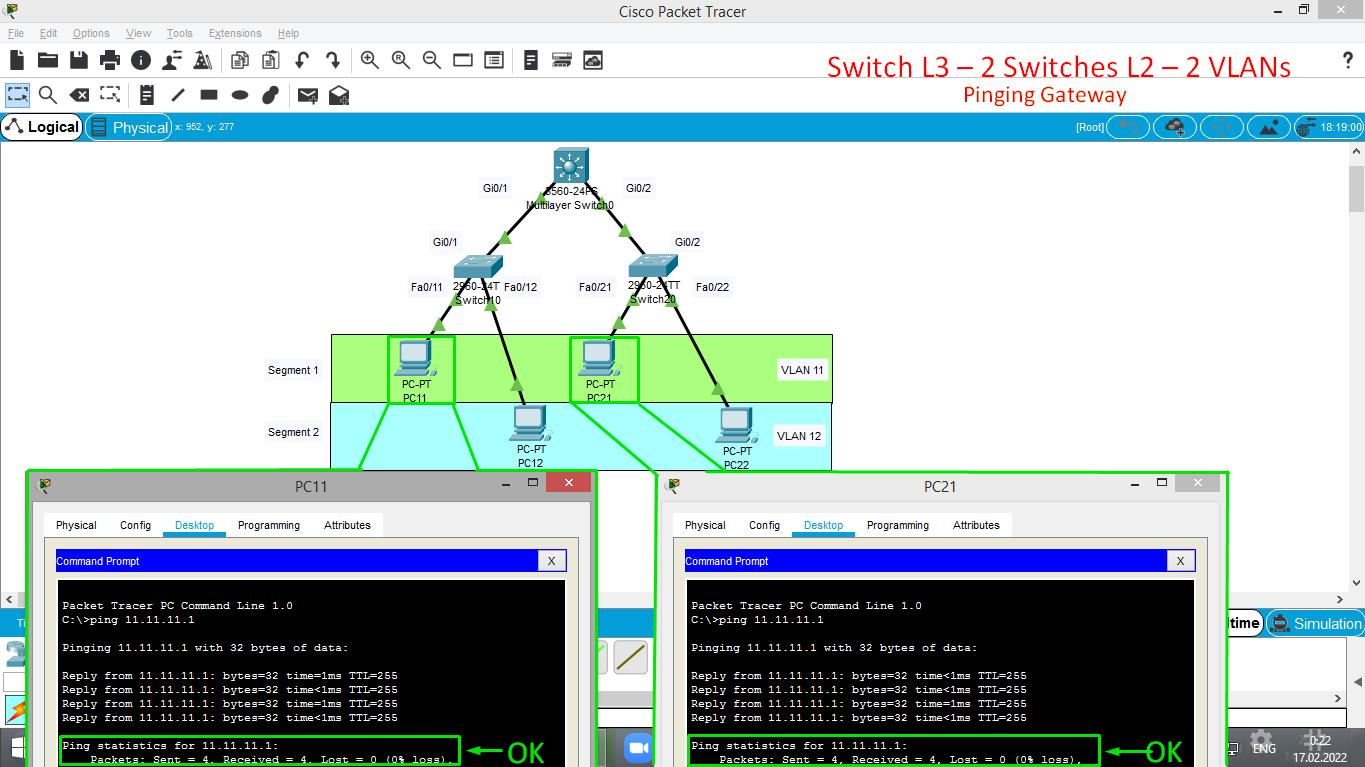 Cisco Packet Tracer
File Edit Options View Tools Extensions Help
Switch L3 – 2 Switches L2 – 2 VLANs
Pinging Gateway
Logical Physical x: 952, y: 277 [Root] 18:19:00
Gi0/1 Gi0/2
3560-24PS
Multilayer Switch0
Gi0/1 Gi0/2
Fa0/11 2960-24T Fa0/12 Fa0/21 2960-24TT Fa0/22
Switch10 Switch20
Segment 1 VLAN 11
PC-PT PC-PT
PC11 PC21
Segment 2 VLAN 12
PC-PT PC-PT
PC12 PC22
PC11
Physical Config Desktop Programming Attributes
Command Prompt X
Packet Tracer PC Command Line 1.0
C:\>ping 11.11.11.1
Pinging 11.11.11.1 with 32 bytes of data:
Reply from 11.11.11.1: bytes=32 time=1ms TTL=255
Reply from 11.11.11.1: bytes=32 time<1ms TTL=255
Reply from 11.11.11.1: bytes=32 time<1ms TTL=255
Reply from 11.11.11.1: bytes=32 time<1ms TTL=255
Ping statistics for 11.11.11.1:
Packets: Sent = 4, Received = 4, Lost = 0 (0% loss),
OK
PC21
Physical Config Desktop Programming Attributes
Command Prompt X
Packet Tracer PC Command Line 1.0
C:\>ping 11.11.11.1
Pinging 11.11.11.1 with 32 bytes of data:
Reply from 11.11.11.1: bytes=32 time<1ms TTL=255
Reply from 11.11.11.1: bytes=32 time<1ms TTL=255
Reply from 11.11.11.1: bytes=32 time<1ms TTL=255
Reply from 11.11.11.1: bytes=32 time<1ms TTL=255
Ping statistics for 11.11.11.1:
Packets: Sent = 4, Received = 4, Lost = 0 (0% loss),
OK
Ti
time Simulation
ENG 0:22
17.02.2022